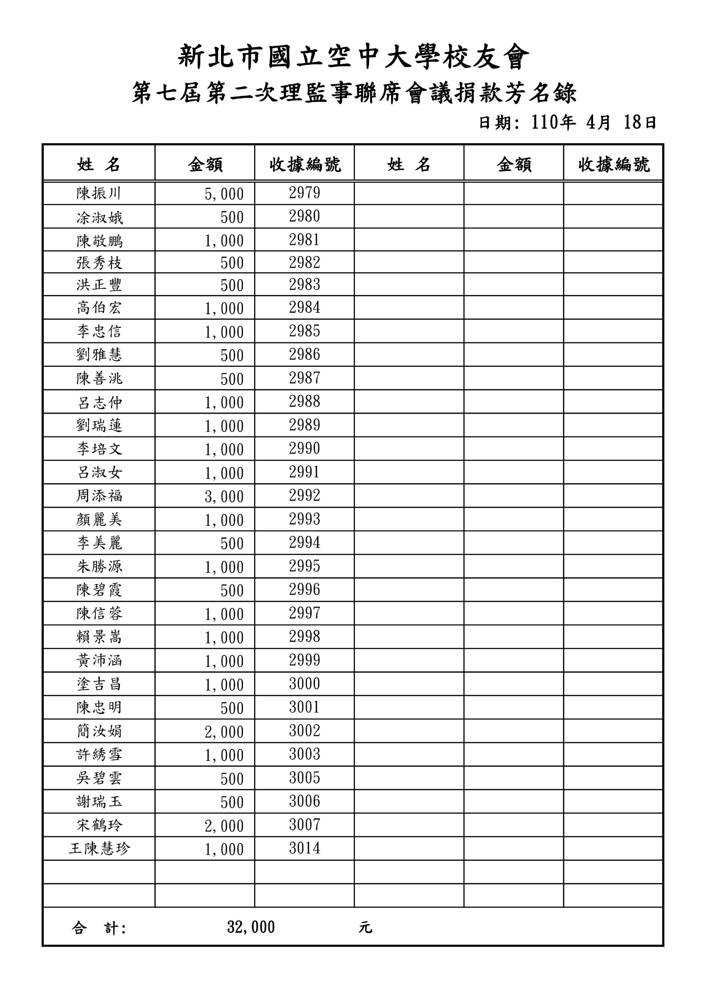 新北市國立空中大學校友會
第七屆第二次理監事聯席會議捐款芳名錄
日期: 110年 4月 18日
姓 名 金額 收據編號 姓 名 金額 收據編號
陳振川 5,000 2979
凃淑娥 500 2980
陳敬鵬 1,000 2981
張秀枝 500 2982
洪正豐 500 2983
高伯宏 1,000 2984
李忠信 1,000 2985
劉雅慧 500 2986
陳善洮 500 2987
呂志仲 1,000 2988
劉瑞蓮 1,000 2989
李培文 1,000 2990
呂淑女 1,000 2991
周添福 3,000 2992
顏麗美 1,000 2993
李美麗 500 2994
朱勝源 1,000 2995
陳碧霞 500 2996
陳信蓉 1,000 2997
賴景嵩 1,000 2998
黃沛涵 1,000 2999
塗吉昌 1,000 3000
陳忠明 500 3001
簡汝娟 2,000 3002
許綉雪 1,000 3003
吳碧雲 500 3005
謝瑞玉 500 3006
宋鶴玲 2,000 3007
王陳慧珍 1,000 3014
合 計: 32,000 元